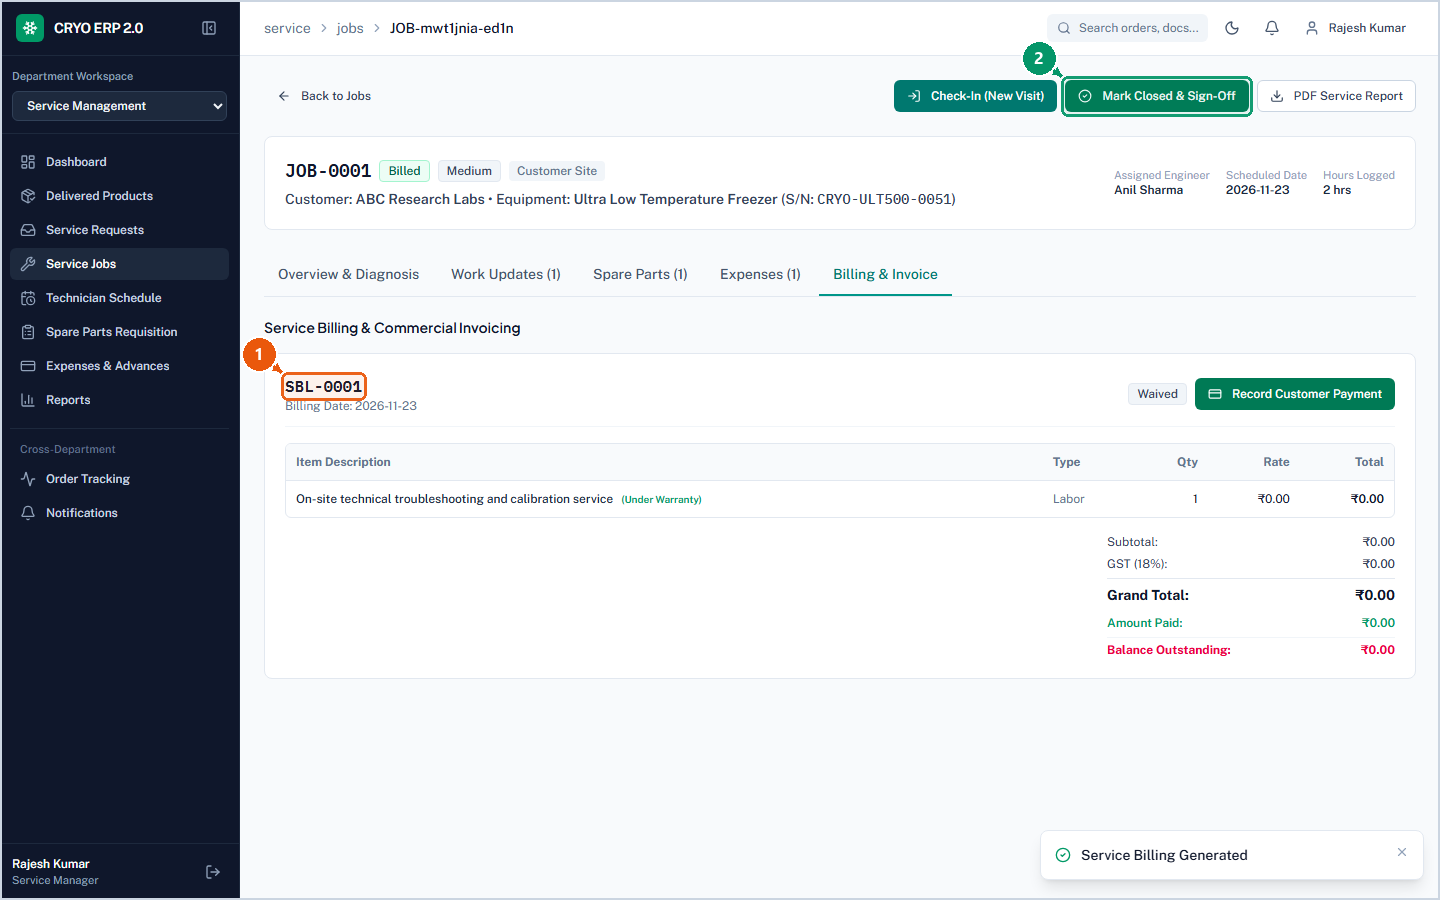 CRYO ERP 2.0
Department Workspace
Service Management
Dashboard
Delivered Products
Service Requests
Service Jobs
Technician Schedule
Spare Parts Requisition
Expenses & Advances
Reports
Cross-Department
Order Tracking
Notifications
Rajesh Kumar
Service Manager
service > jobs > JOB-mwt1jnia-ed1n
Search orders, docs...
Rajesh Kumar
2
Back to Jobs
Check-In (New Visit)
Mark Closed & Sign-Off
PDF Service Report
JOB-0001 Billed Medium Customer Site
Customer: ABC Research Labs • Equipment: Ultra Low Temperature Freezer (S/N: CRYO-ULT500-0051)
Assigned Engineer Scheduled Date Hours Logged
Anil Sharma 2026-11-23 2 hrs
Overview & Diagnosis Work Updates (1) Spare Parts (1) Expenses (1) Billing & Invoice
Service Billing & Commercial Invoicing
1
SBL-0001
Billing Date: 2026-11-23
Waived
Record Customer Payment
Item Description Type Qty Rate Total
On-site technical troubleshooting and calibration service (Under Warranty) Labor 1 ₹0.00 ₹0.00
Subtotal: ₹0.00
GST (18%): ₹0.00
Grand Total: ₹0.00
Amount Paid: ₹0.00
Balance Outstanding: ₹0.00
Service Billing Generated